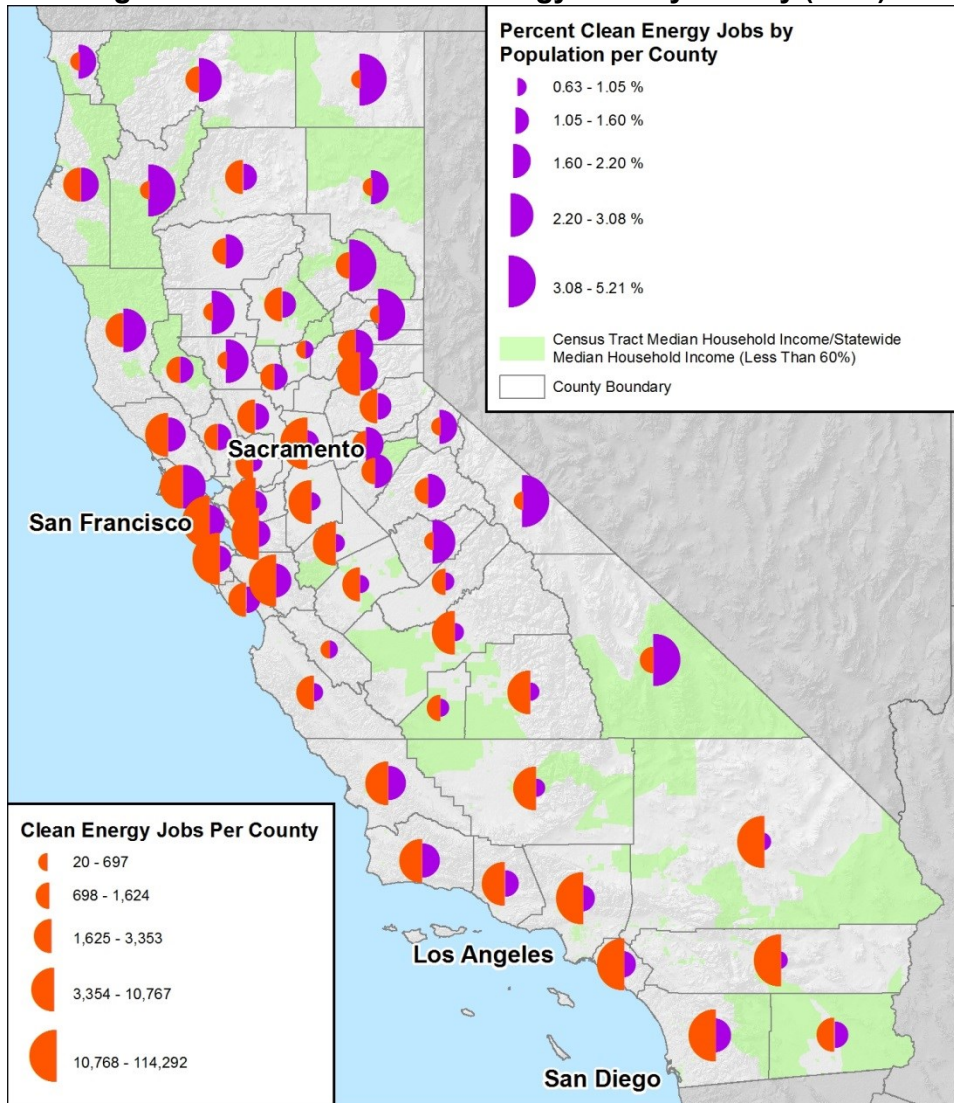 Percent Clean Energy Jobs by
Population per County
0.63 - 1.05 %
1.05 - 1.60 %
1.60 - 2.20 %
2.20 - 3.08 %
3.08 - 5.21 %
Census Tract Median Household Income/Statewide
Median Household Income (Less Than 60%)
County Boundary
Sacramento
San Francisco
Los Angeles
San Diego
Clean Energy Jobs Per County
20 - 697
698 - 1,624
1,625 - 3,353
3,354 - 10,767
10,768 - 114,292